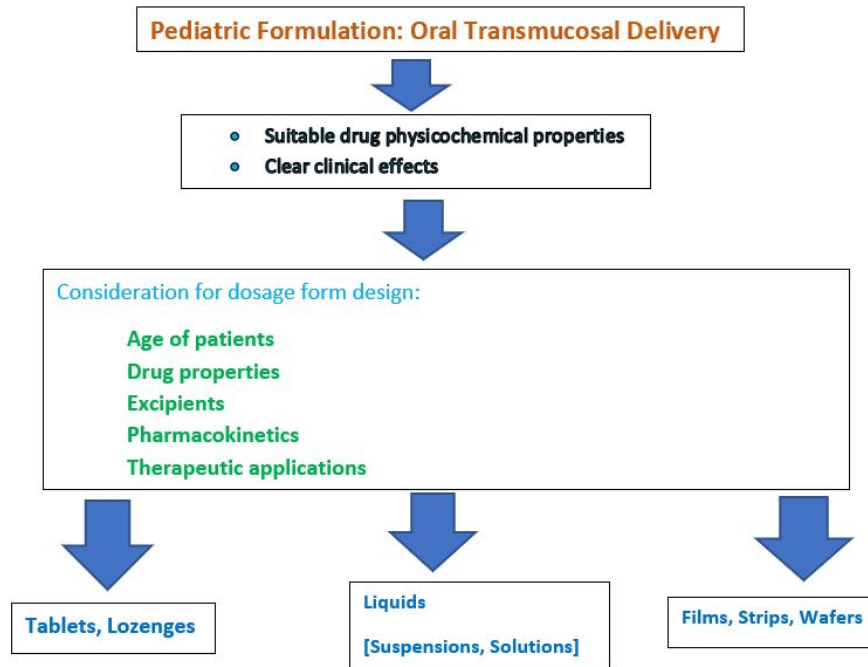 Pediatric Formulation: Oral Transmucosal Delivery
Suitable drug physicochemical properties
Clear clinical effects
Consideration for dosage form design:
Age of patients
Drug properties
Excipients
Pharmacokinetics
Therapeutic applications
Tablets, Lozenges
Liquids
[Suspensions, Solutions]
Films, Strips, Wafers